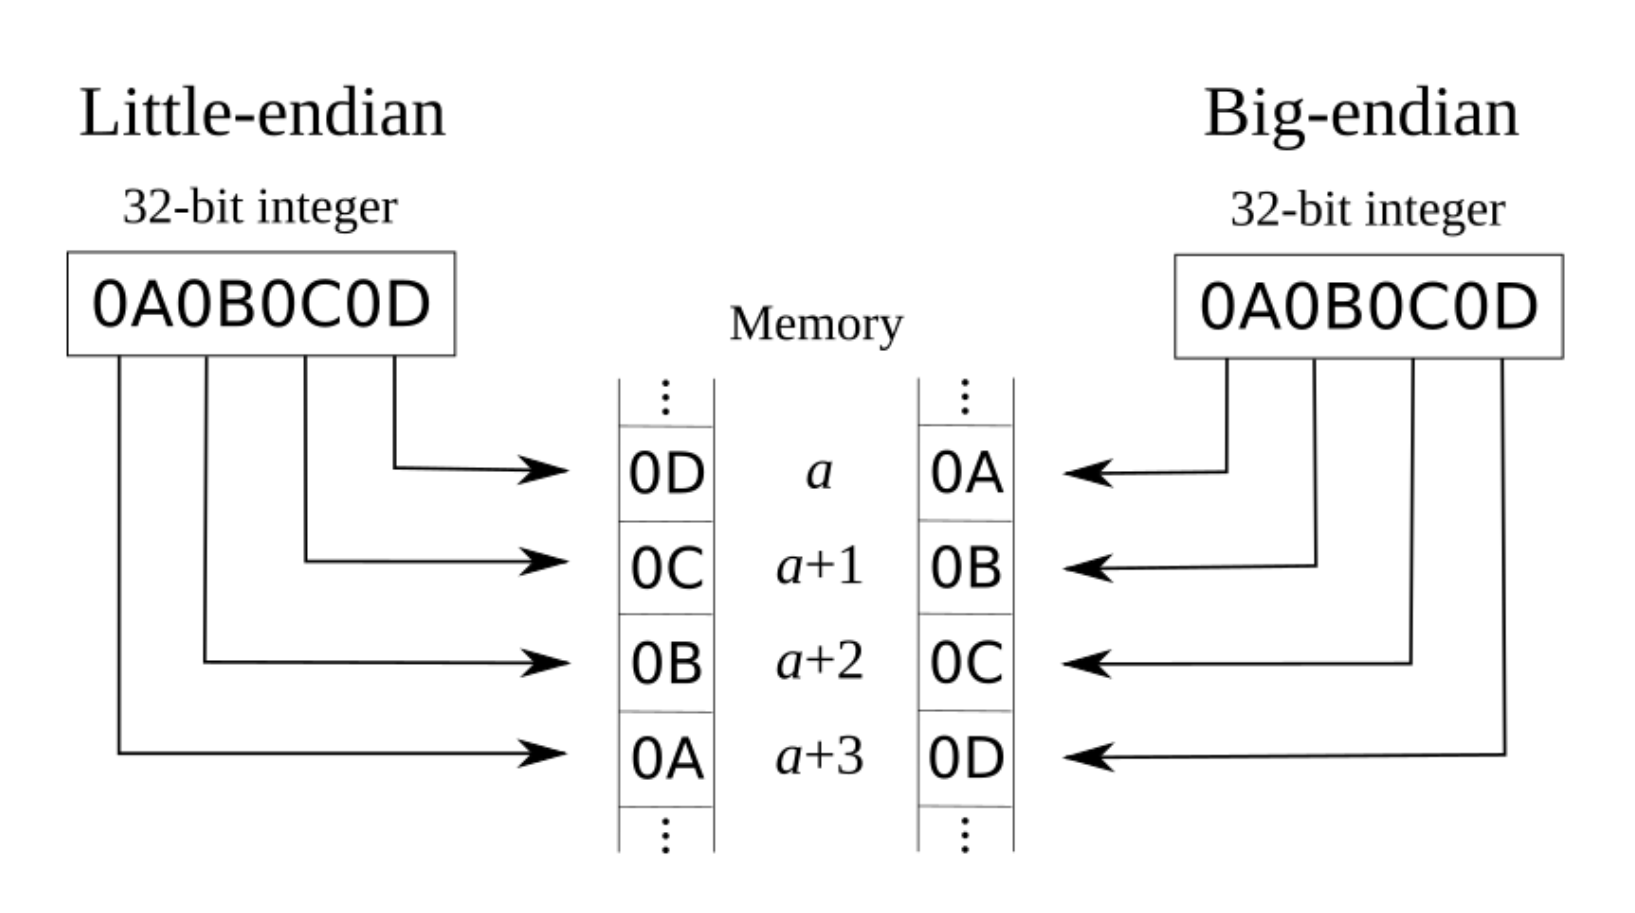 Little-endian
32-bit integer
0A0B0C0D
Big-endian
32-bit integer
0A0B0C0D
Memory
⋮ ⋮
0D a 0A
0C a+1 0B
0B a+2 0C
0A a+3 0D
⋮ ⋮